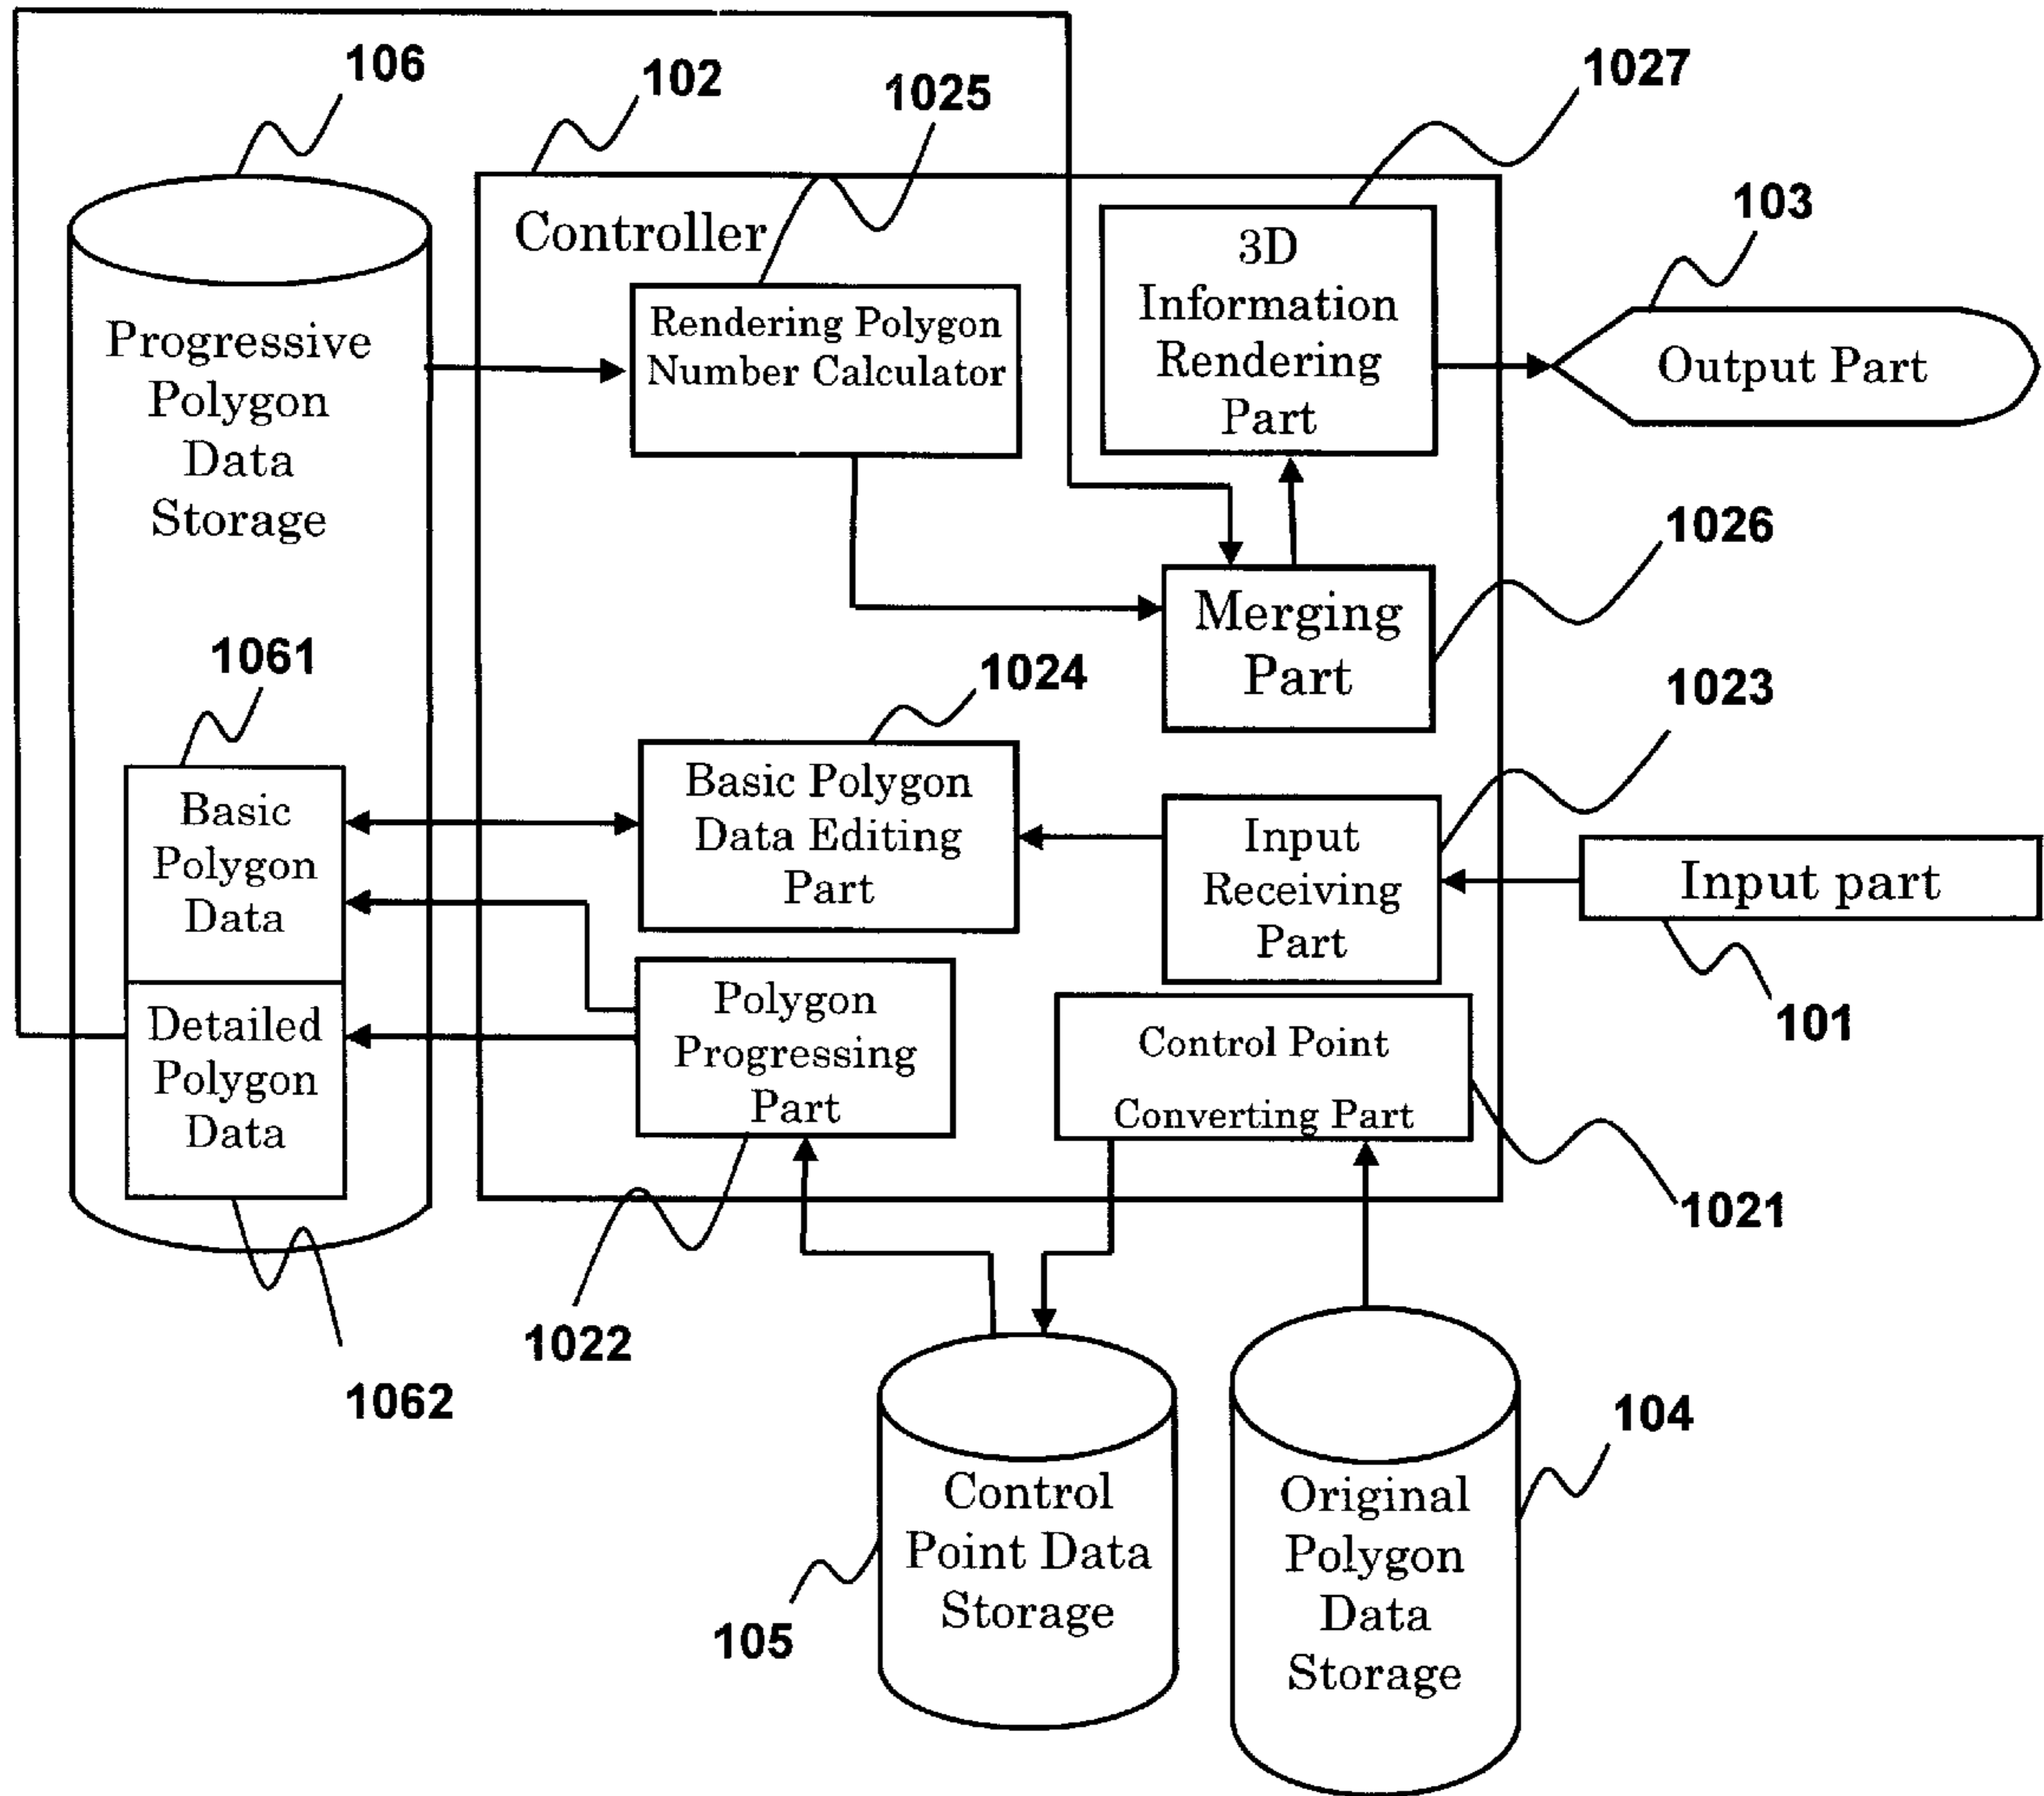 106
102
1025
1027
103
Controller
Progressive
Polygon
Data
Storage
Rendering Polygon
Number Calculator
3D
Information
Rendering
Part
Output Part
1026
Merging
Part
1061
1024
1023
Basic
Polygon
Data
Basic Polygon
Data Editing
Part
Input
Receiving
Part
Input part
101
Detailed
Polygon
Data
Polygon
Progressing
Part
Control Point
Converting Part
1021
1022
1062
104
Control
Point Data
Storage
Original
Polygon
Data
Storage
105